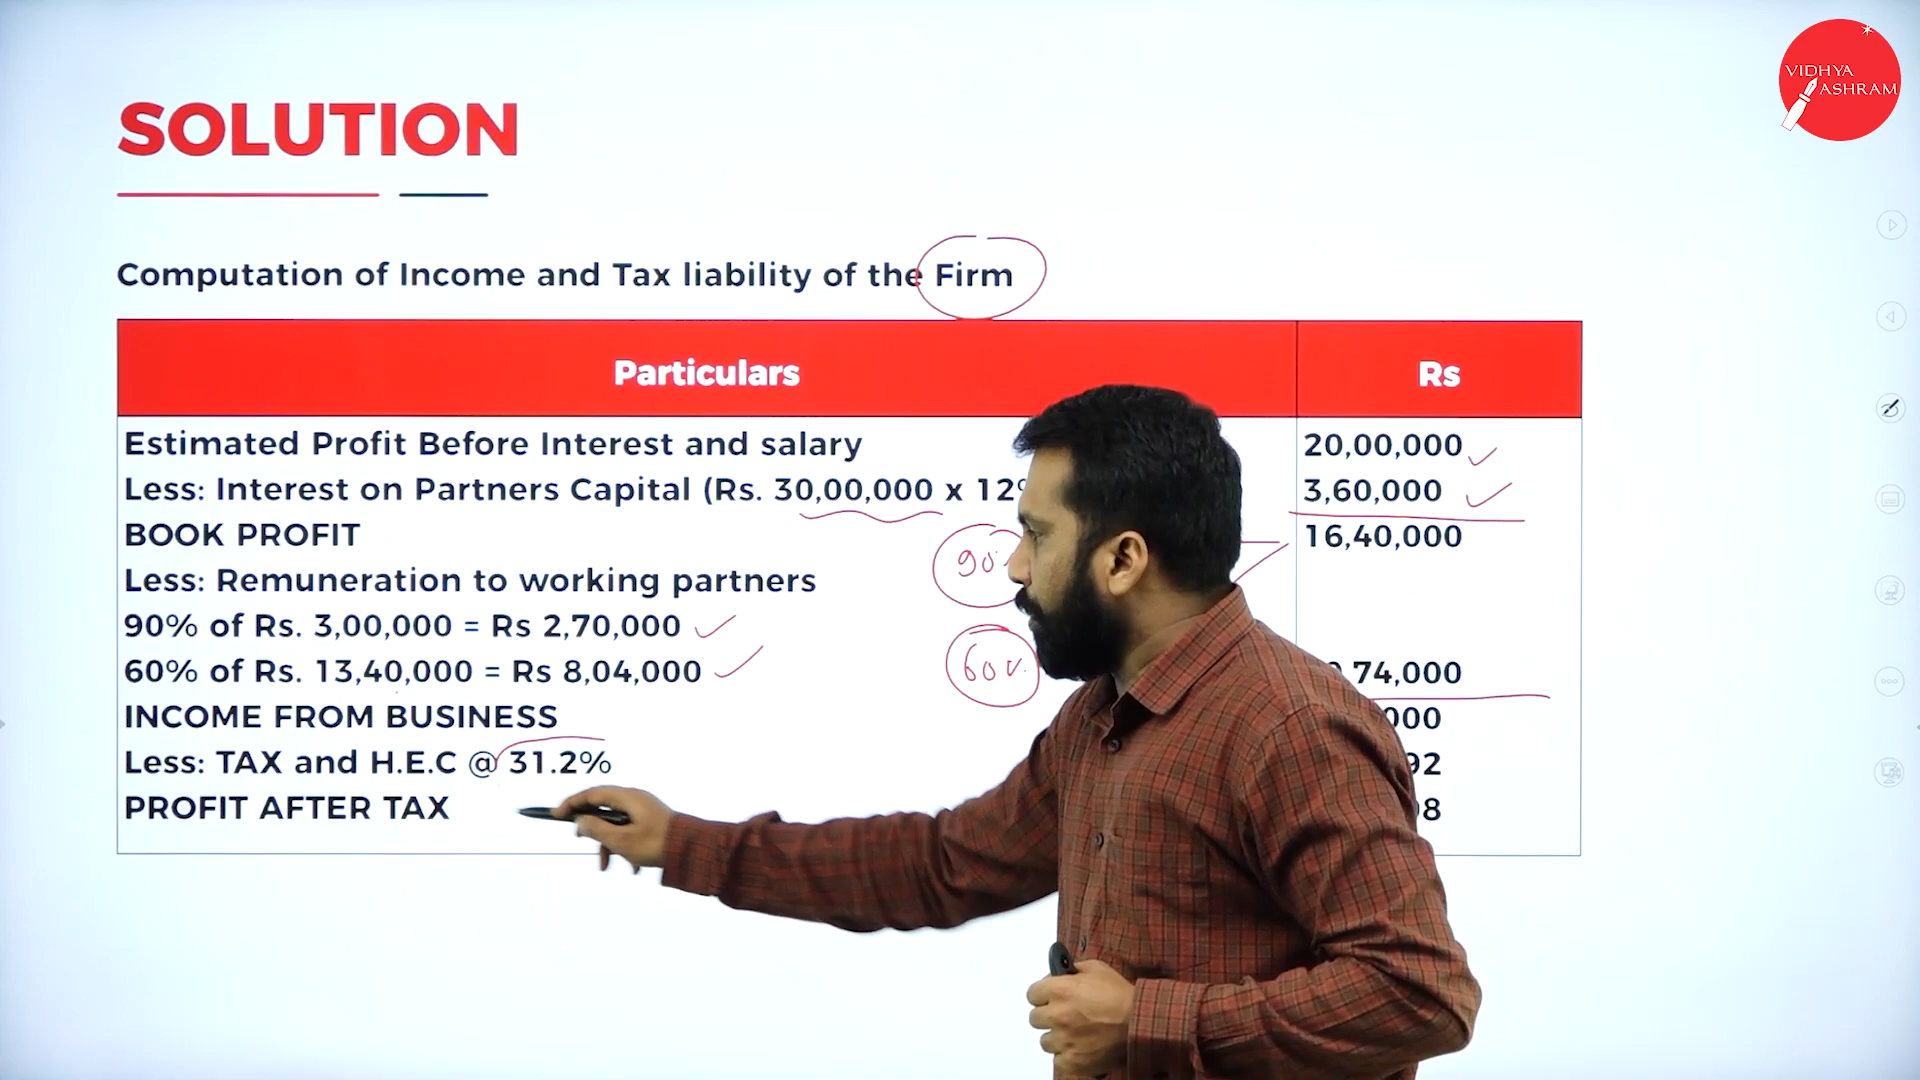 VIDHYA
ASHRAM
SOLUTION
Computation of Income and Tax liability of the Firm
Particulars Rs
Estimated Profit Before Interest and salary 20,00,000
Less: Interest on Partners Capital (Rs. 30,00,000 x 12 3,60,000
BOOK PROFIT 16,40,000
90
Less: Remuneration to working partners
90% of Rs. 3,00,000 = Rs 2,70,000
60% of Rs. 13,40,000 = Rs 8,04,000 74,000
60%
INCOME FROM BUSINESS 000
Less: TAX and H.E.C @ 31.2% 92
PROFIT AFTER TAX 8